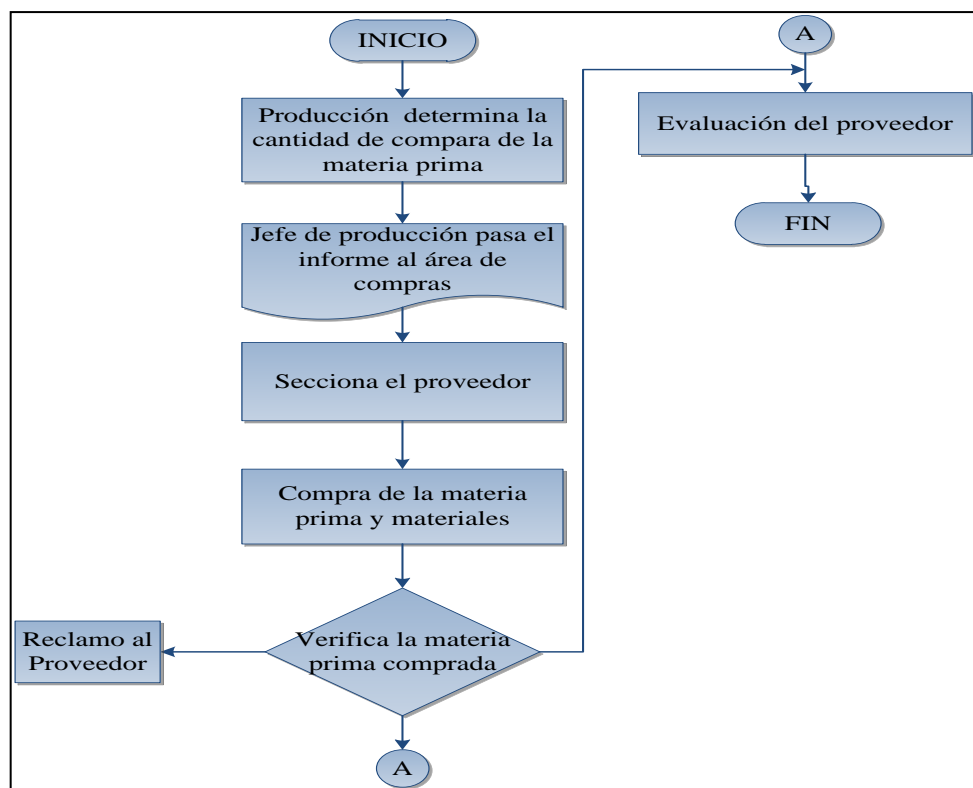 INICIO
Producción determina la
cantidad de compara de la
materia prima
Jefe de producción pasa el
informe al área de
compras
Secciona el proveedor
Compra de la materia
prima y materiales
Verifica la materia
prima comprada
Reclamo al
Proveedor
A
A
Evaluación del proveedor
FIN